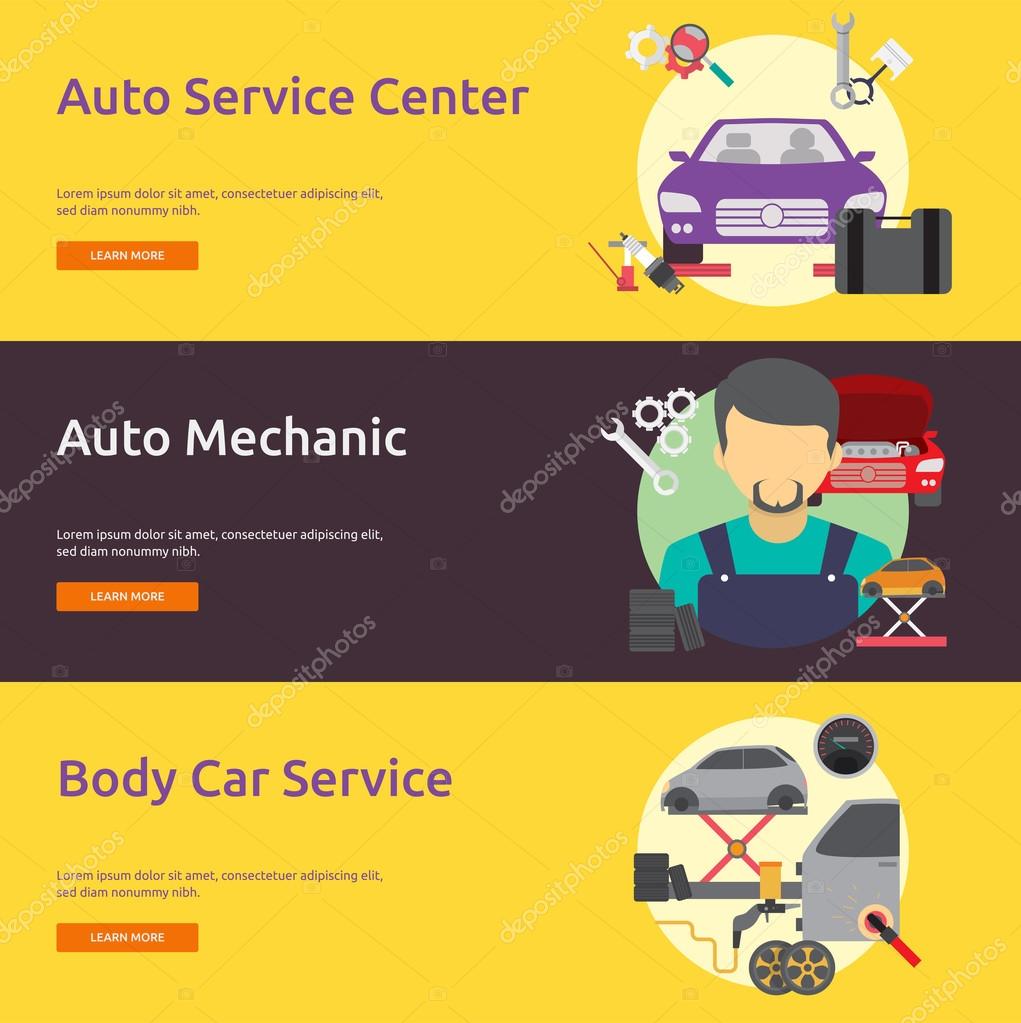 Auto Service Center
Lorem ipsum dolor sit amet, consectetuer adipiscing elit,
sed diam nonummy nibh.
LEARN MORE
Auto Mechanic
Lorem ipsum dolor sit amet, consectetuer adipiscing elit,
sed diam nonummy nibh.
LEARN MORE
Body Car Service
Lorem ipsum dolor sit amet, consectetuer adipiscing elit,
sed diam nonummy nibh.
LEARN MORE
depositphotos